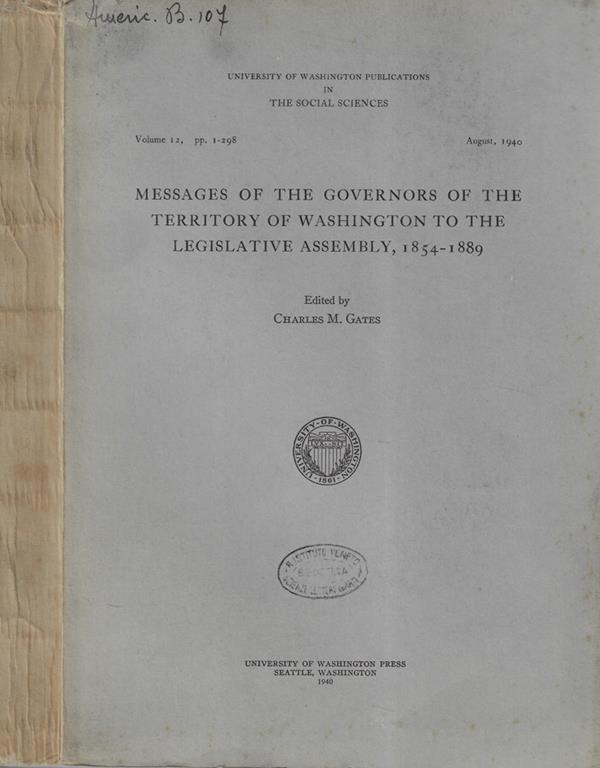 Americ. B. 107
UNIVERSITY OF WASHINGTON PUBLICATIONS
IN
THE SOCIAL SCIENCES
Volume 12, pp. 1-298 August, 1940
MESSAGES OF THE GOVERNORS OF THE
TERRITORY OF WASHINGTON TO THE
LEGISLATIVE ASSEMBLY, 1854-1889
Edited by
CHARLES M. GATES
UNIVERSITY·OF·WASHINGTON
·1861·
R. ISTITUTO VENETO
UNIVERSITY OF WASHINGTON PRESS
SEATTLE, WASHINGTON
1940